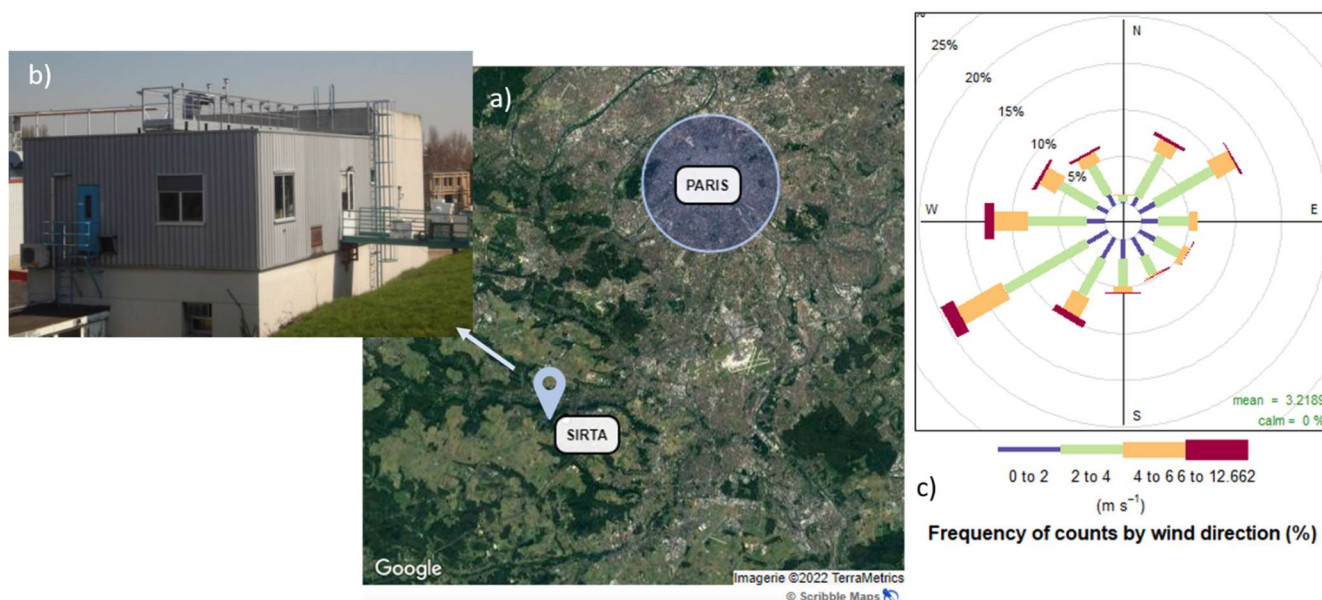 b)
a)
PARIS
SIRTA
Google
Imagerie ©2022 TerraMetrics
© Scribble Maps
25%
20%
15%
10%
5%
N
W
E
S
mean = 3.2189
calm = 0 %
0 to 2 2 to 4 4 to 6 6 to 12.662
(m s⁻¹)
c)
Frequency of counts by wind direction (%)